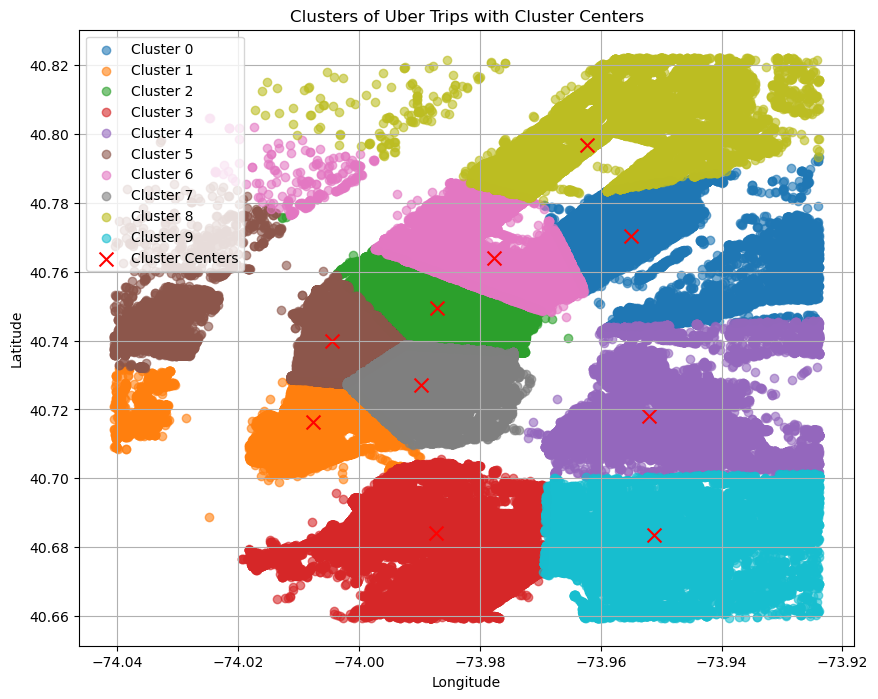 Clusters of Uber Trips with Cluster Centers
Cluster 0
Cluster 1
Cluster 2
Cluster 3
Cluster 4
Cluster 5
Cluster 6
Cluster 7
Cluster 8
Cluster 9
Cluster Centers
Latitude
40.82
40.80
40.78
40.76
40.74
40.72
40.70
40.68
40.66
−74.04
−74.02
−74.00
−73.98
−73.96
−73.94
−73.92
Longitude